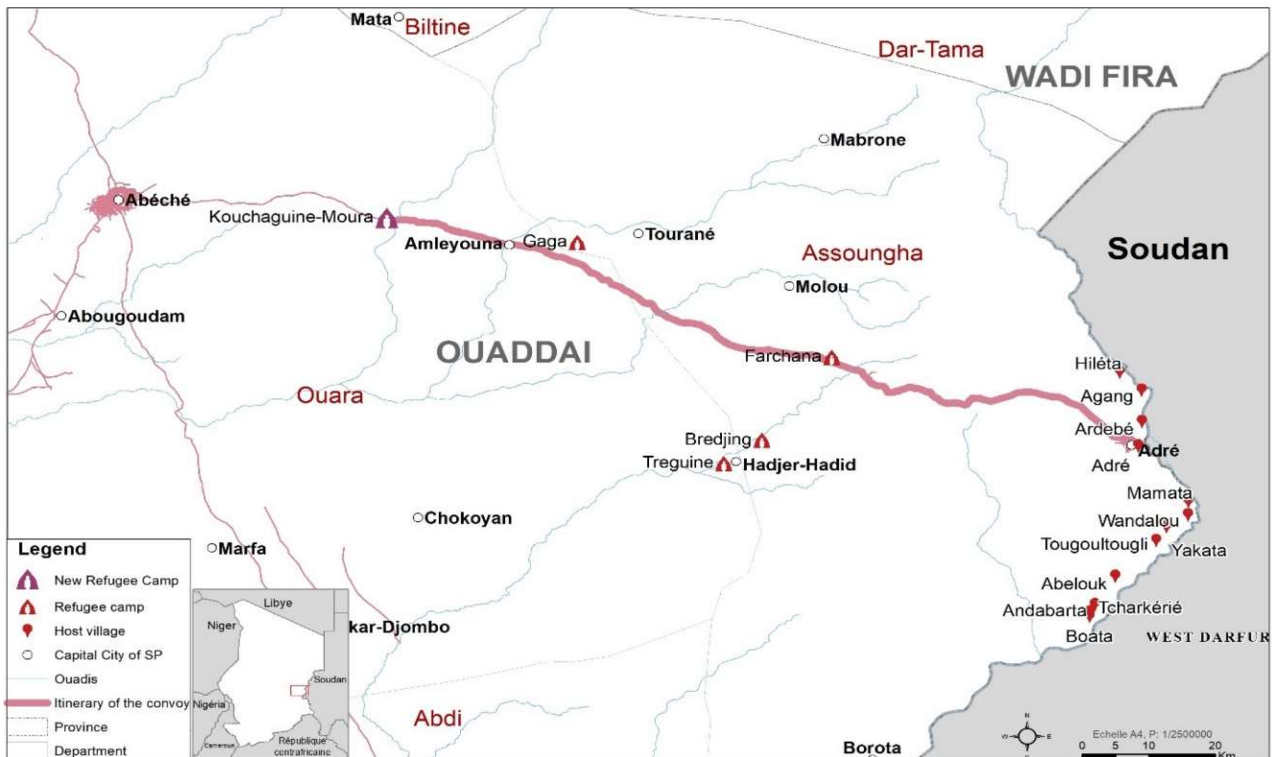 Mata
Biltine
Dar-Tama
WADI FIRA
Mabrone
Abéché
Kouchaguine-Moura
Amleyouna
Gaga
Tourané
Assoungha
Soudan
Molou
Abougoudam
OUADDAI
Farchana
Hiléta
Agang
Ouara
Ardebé
Bredjing
Adré
Treguine
Hadjer-Hadid
Adré
Mamata
Chokoyan
Wandalou
Tougoultougli
Yakata
Marfa
Abelouk
Andabarta
Tcharkérié
Boata
WEST DARFUR
kar-Djombo
Abdi
Borota
Legend
New Refugee Camp
Refugee camp
Host village
Capital City of SP
Ouadis
Itinerary of the convoy
Province
Department
Libye
Niger
Soudan
Nigéria
Cameroun
République
centrafricaine
N
W
E
Echelle A4, P: 1/2500000
0 5 10 20
Km